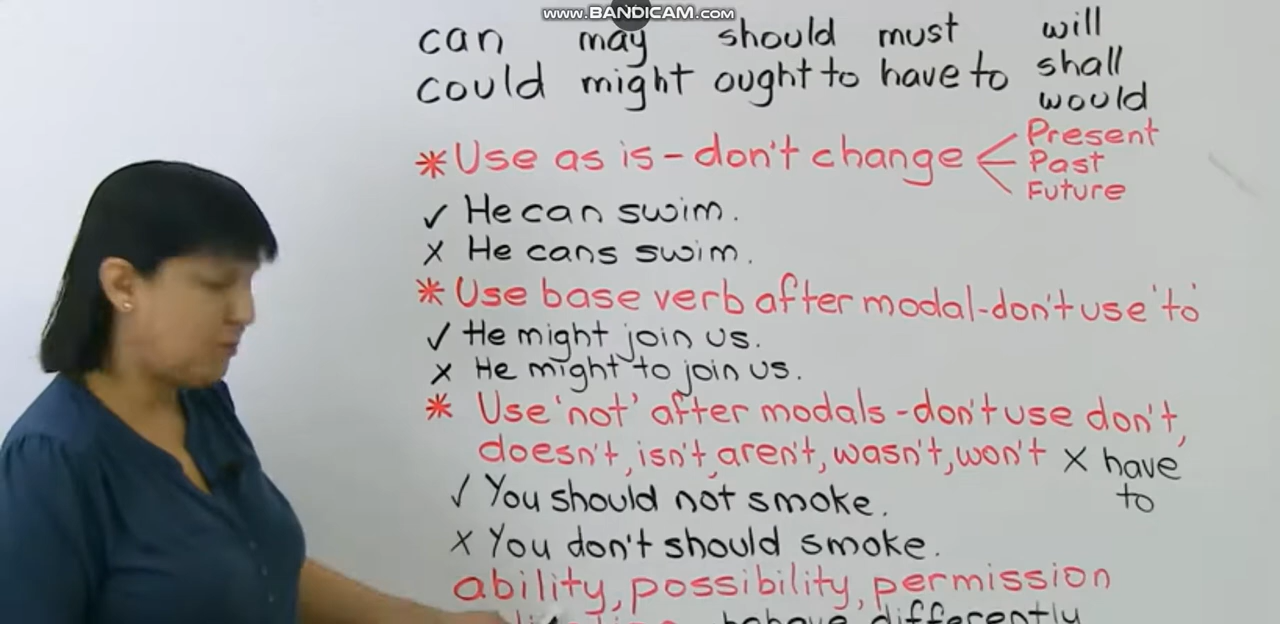 www.BANDICAM.com
can may should must will
could might ought to have to shall
would
* Use as is - don't change
Present
Past
Future
✓ He can swim.
x He cans swim.
* Use base verb after modal - don't use 'to'
✓ He might join us.
x He might to join us.
* Use 'not' after modals - don't use don't,
doesn't, isn't, aren't, wasn't, won't x have
to
✓ You should not smoke.
x You don't should smoke.
ability, possibility, permission
behave differently